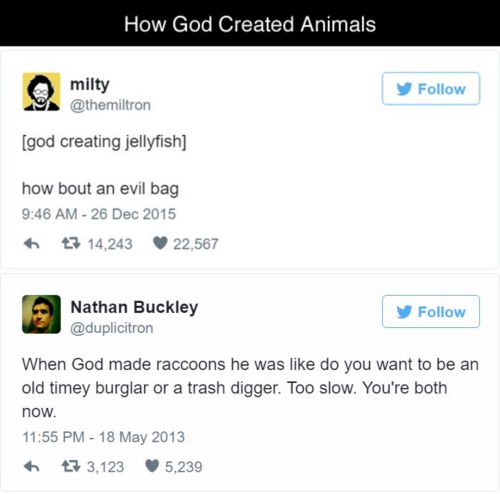 How God Created Animals
milty
@themiltron
Follow
[god creating jellyfish]
how bout an evil bag
9:46 AM - 26 Dec 2015
14,243 22,567
Nathan Buckley
@duplicitron
Follow
When God made raccoons he was like do you want to be an
old timey burglar or a trash digger. Too slow. You're both
now.
11:55 PM - 18 May 2013
3,123 5,239